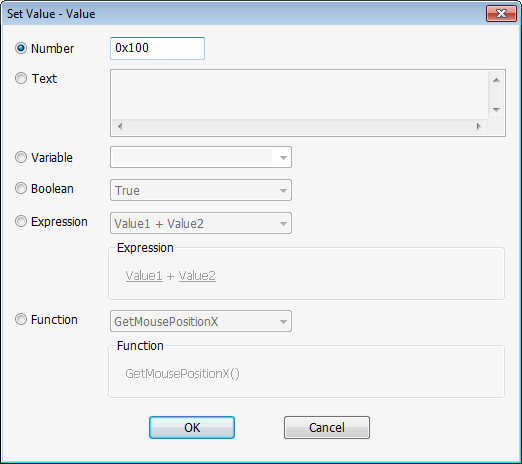 Set Value - Value
Number 0x100
Text
Variable
Boolean True
Expression Value1 + Value2
Expression
Value1 + Value2
Function GetMousePositionX
Function
GetMousePositionX()
OK Cancel